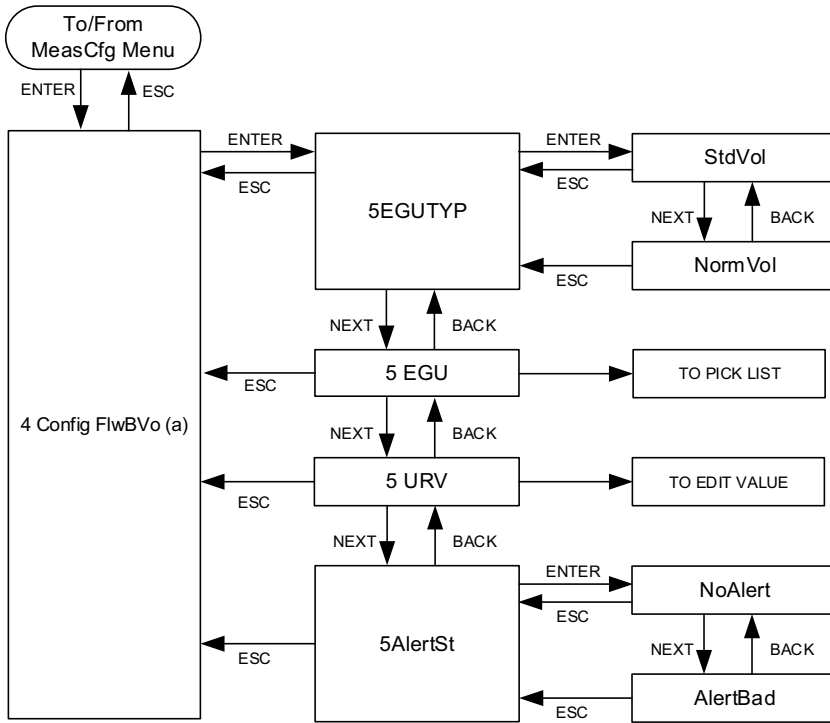 To/From
MeasCfg Menu
ENTER
ESC
ENTER
ESC
ENTER
ESC
StdVol
5EGUTYP
NEXT
BACK
ESC
NormVol
NEXT
BACK
ESC
5 EGU
TO PICK LIST
4 Config FlwBVo (a)
NEXT
BACK
ESC
5 URV
TO EDIT VALUE
NEXT
BACK
ENTER
ESC
NoAlert
5AlertSt
ESC
NEXT
BACK
ESC
AlertBad